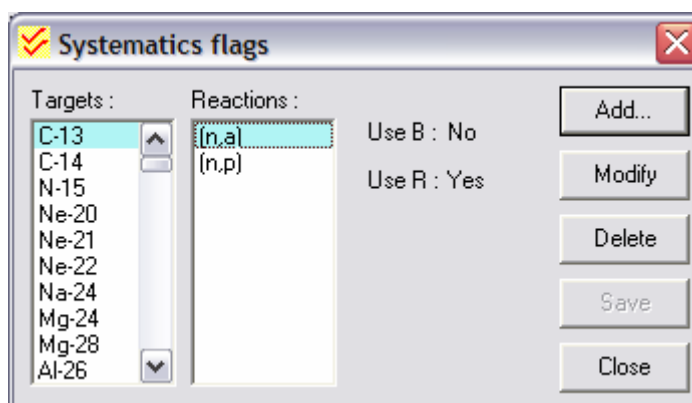 Systematics flags
Targets :
C-13
C-14
N-15
Ne-20
Ne-21
Ne-22
Na-24
Mg-24
Mg-28
Al-26
Reactions :
(n,a)
(n,p)
Use B : No
Use R : Yes
Add...
Modify
Delete
Save
Close